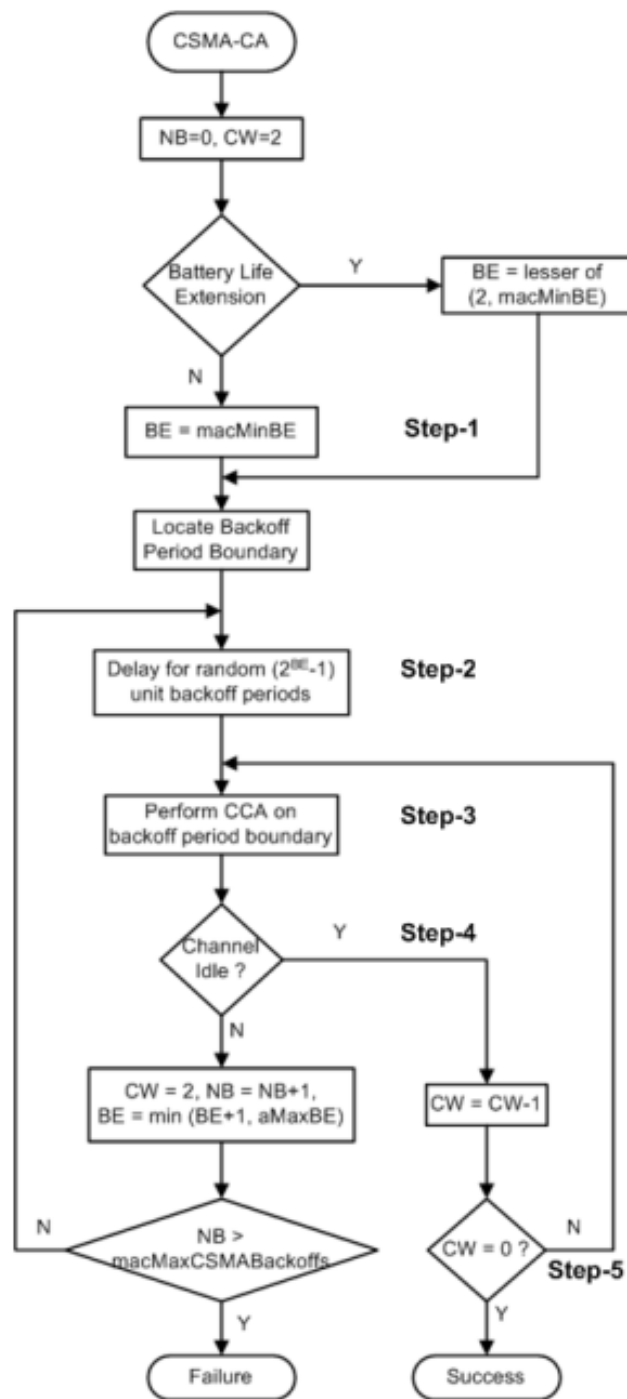 CSMA-CA
NB=0, CW=2
Battery Life
Extension
Y
BE = lesser of
(2, macMinBE)
N
BE = macMinBE
Step-1
Locate Backoff
Period Boundary
Delay for random (2^BE-1)
unit backoff periods
Step-2
Perform CCA on
backoff period boundary
Step-3
Channel
Idle ?
Y
Step-4
N
CW = 2, NB = NB+1,
BE = min (BE+1, aMaxBE)
CW = CW-1
N
NB >
macMaxCSMABackoffs
CW = 0 ?
N
Step-5
Y
Y
Failure
Success